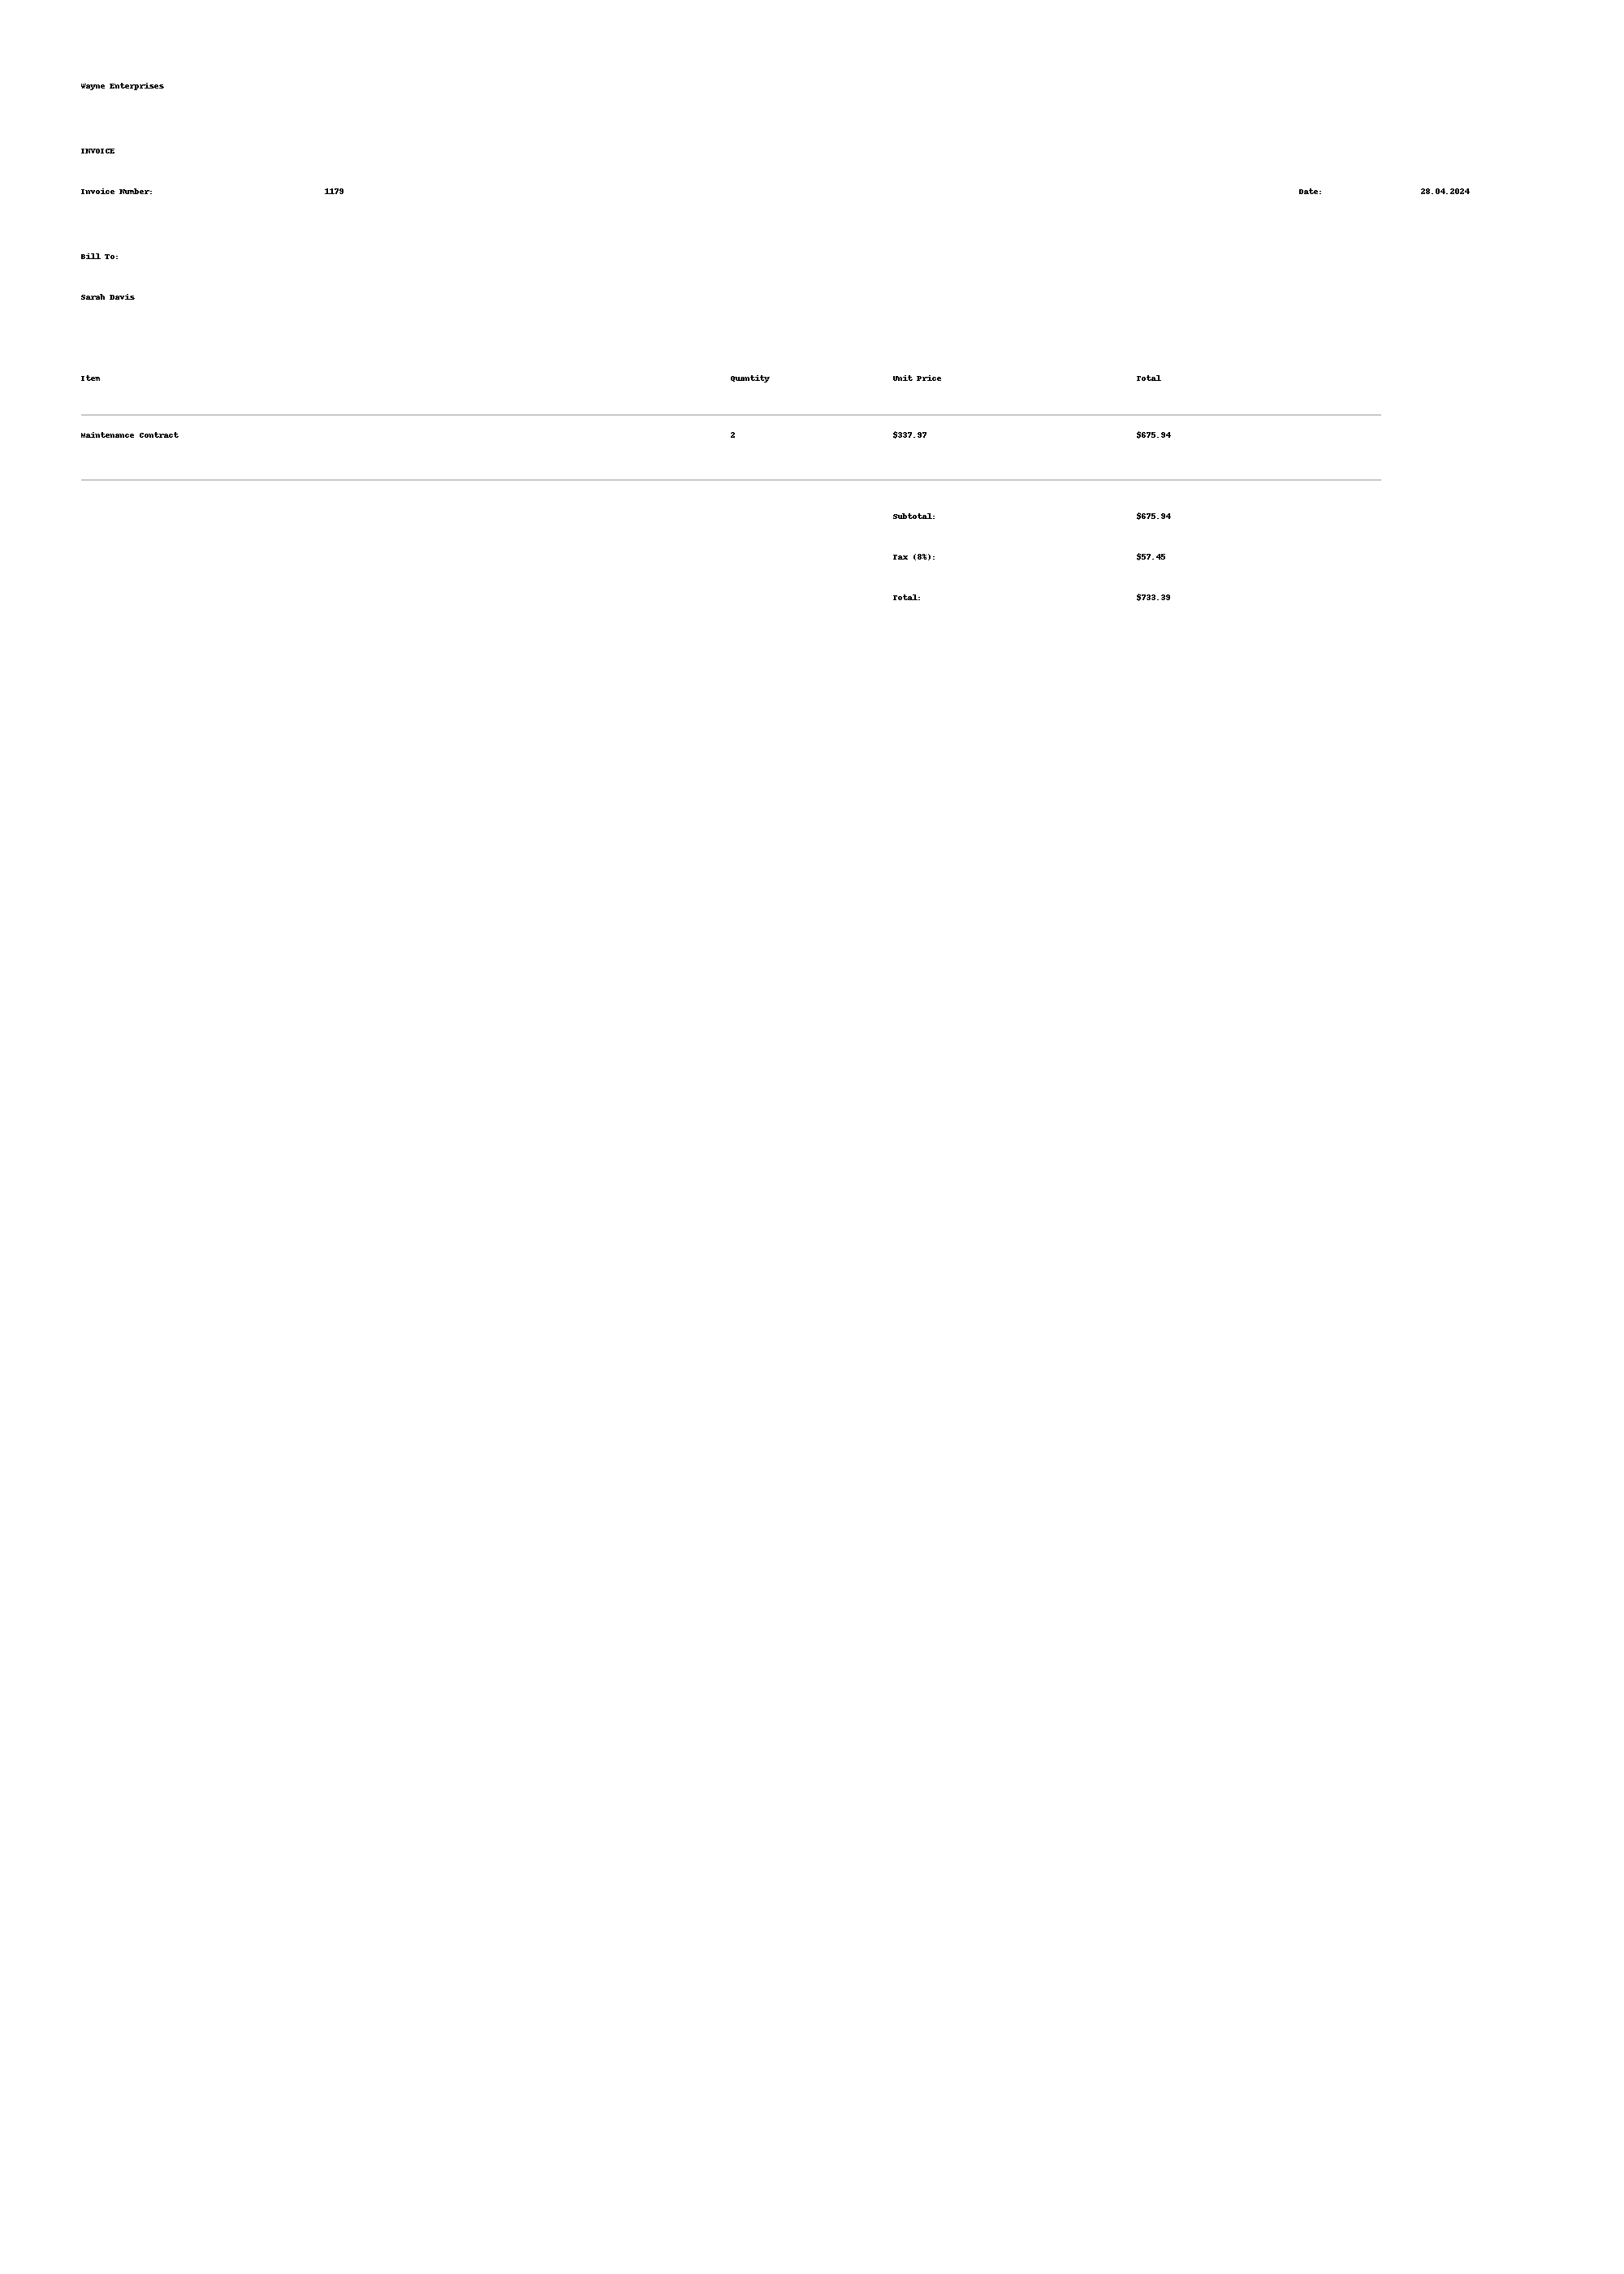 Wayne Enterprises
INVOICE
Invoice Number: 1179 Date: 28.04.2024
Bill To:
Sarah Davis
Item Quantity Unit Price Total
Maintenance Contract 2 $337.97 $675.94
Subtotal: $675.94
Tax (8%): $57.45
Total: $733.39